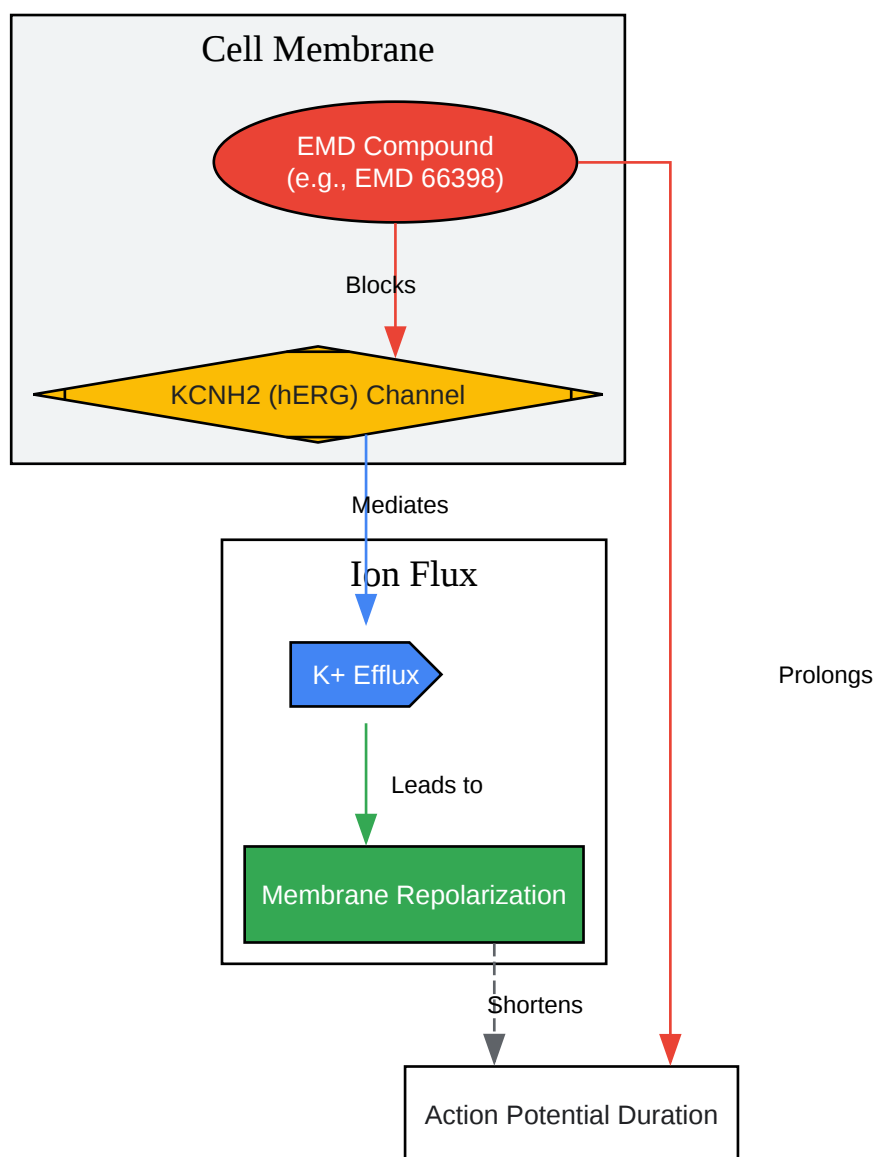 Cell Membrane
EMD Compound
(e.g., EMD 66398)
Blocks
KCNH2 (hERG) Channel
Mediates
Ion Flux
K+ Efflux
Prolongs
Leads to
Membrane Repolarization
Shortens
Action Potential Duration